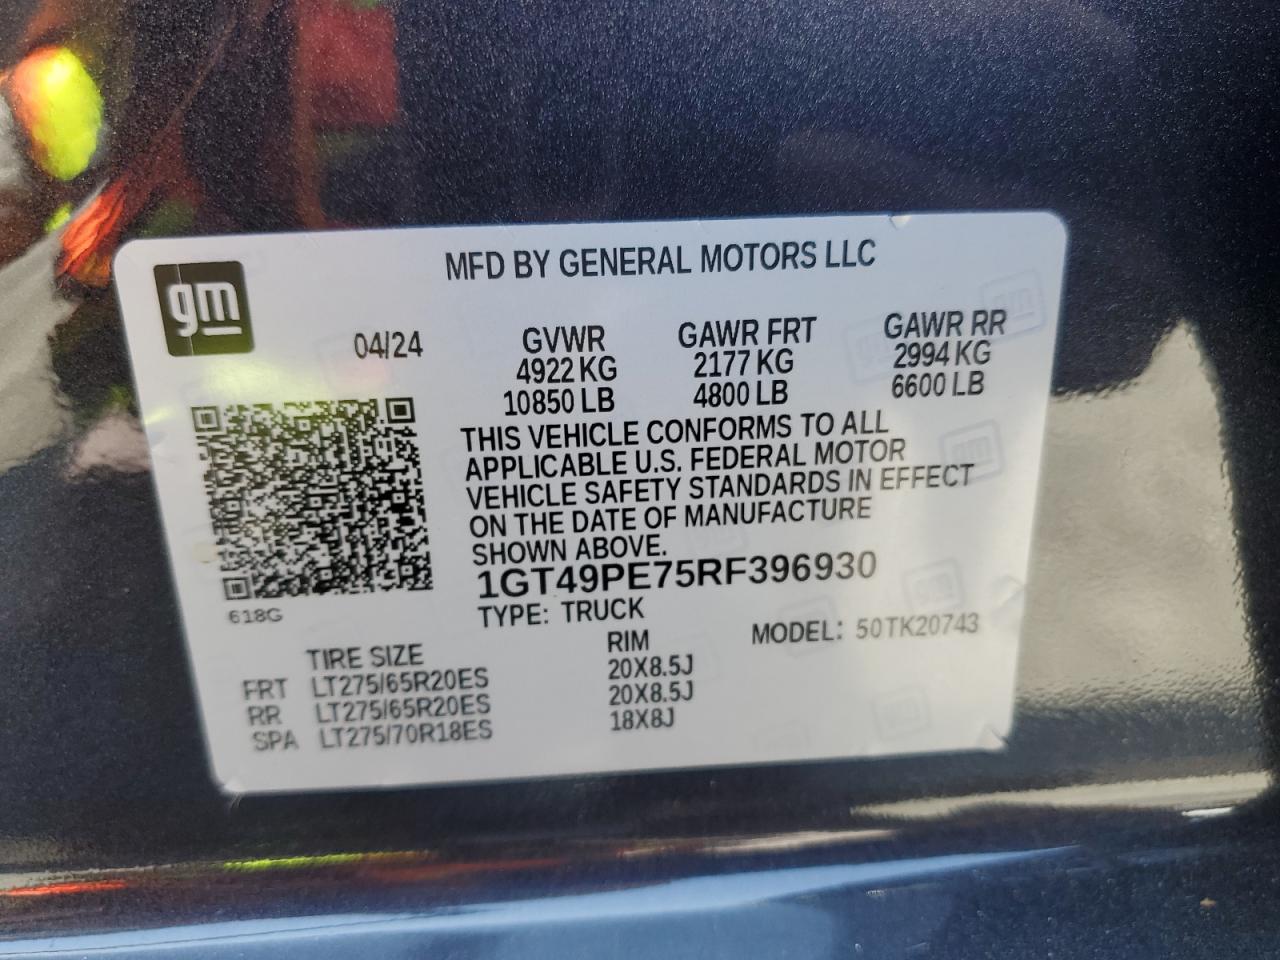 gm
MFD BY GENERAL MOTORS LLC
04/24
GVWR
4922 KG
10850 LB
GAWR FRT
2177 KG
4800 LB
GAWR RR
2994 KG
6600 LB
THIS VEHICLE CONFORMS TO ALL
APPLICABLE U.S. FEDERAL MOTOR
VEHICLE SAFETY STANDARDS IN EFFECT
ON THE DATE OF MANUFACTURE
SHOWN ABOVE.
1GT49PE75RF396930
618G
TYPE: TRUCK
MODEL: 50TK20743
TIRE SIZE RIM
FRT LT275/65R20ES 20X8.5J
RR LT275/65R20ES 20X8.5J
SPA LT275/70R18ES 18X8J